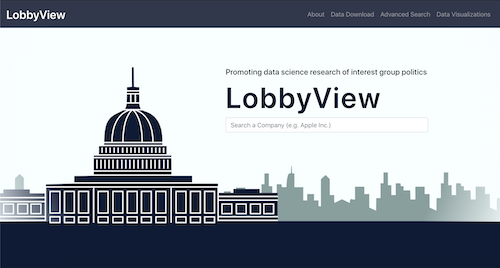 LobbyView
About Data Download Advanced Search Data Visualizations
Promoting data science research of interest group politics
LobbyView
Search a Company (e.g. Apple Inc.)